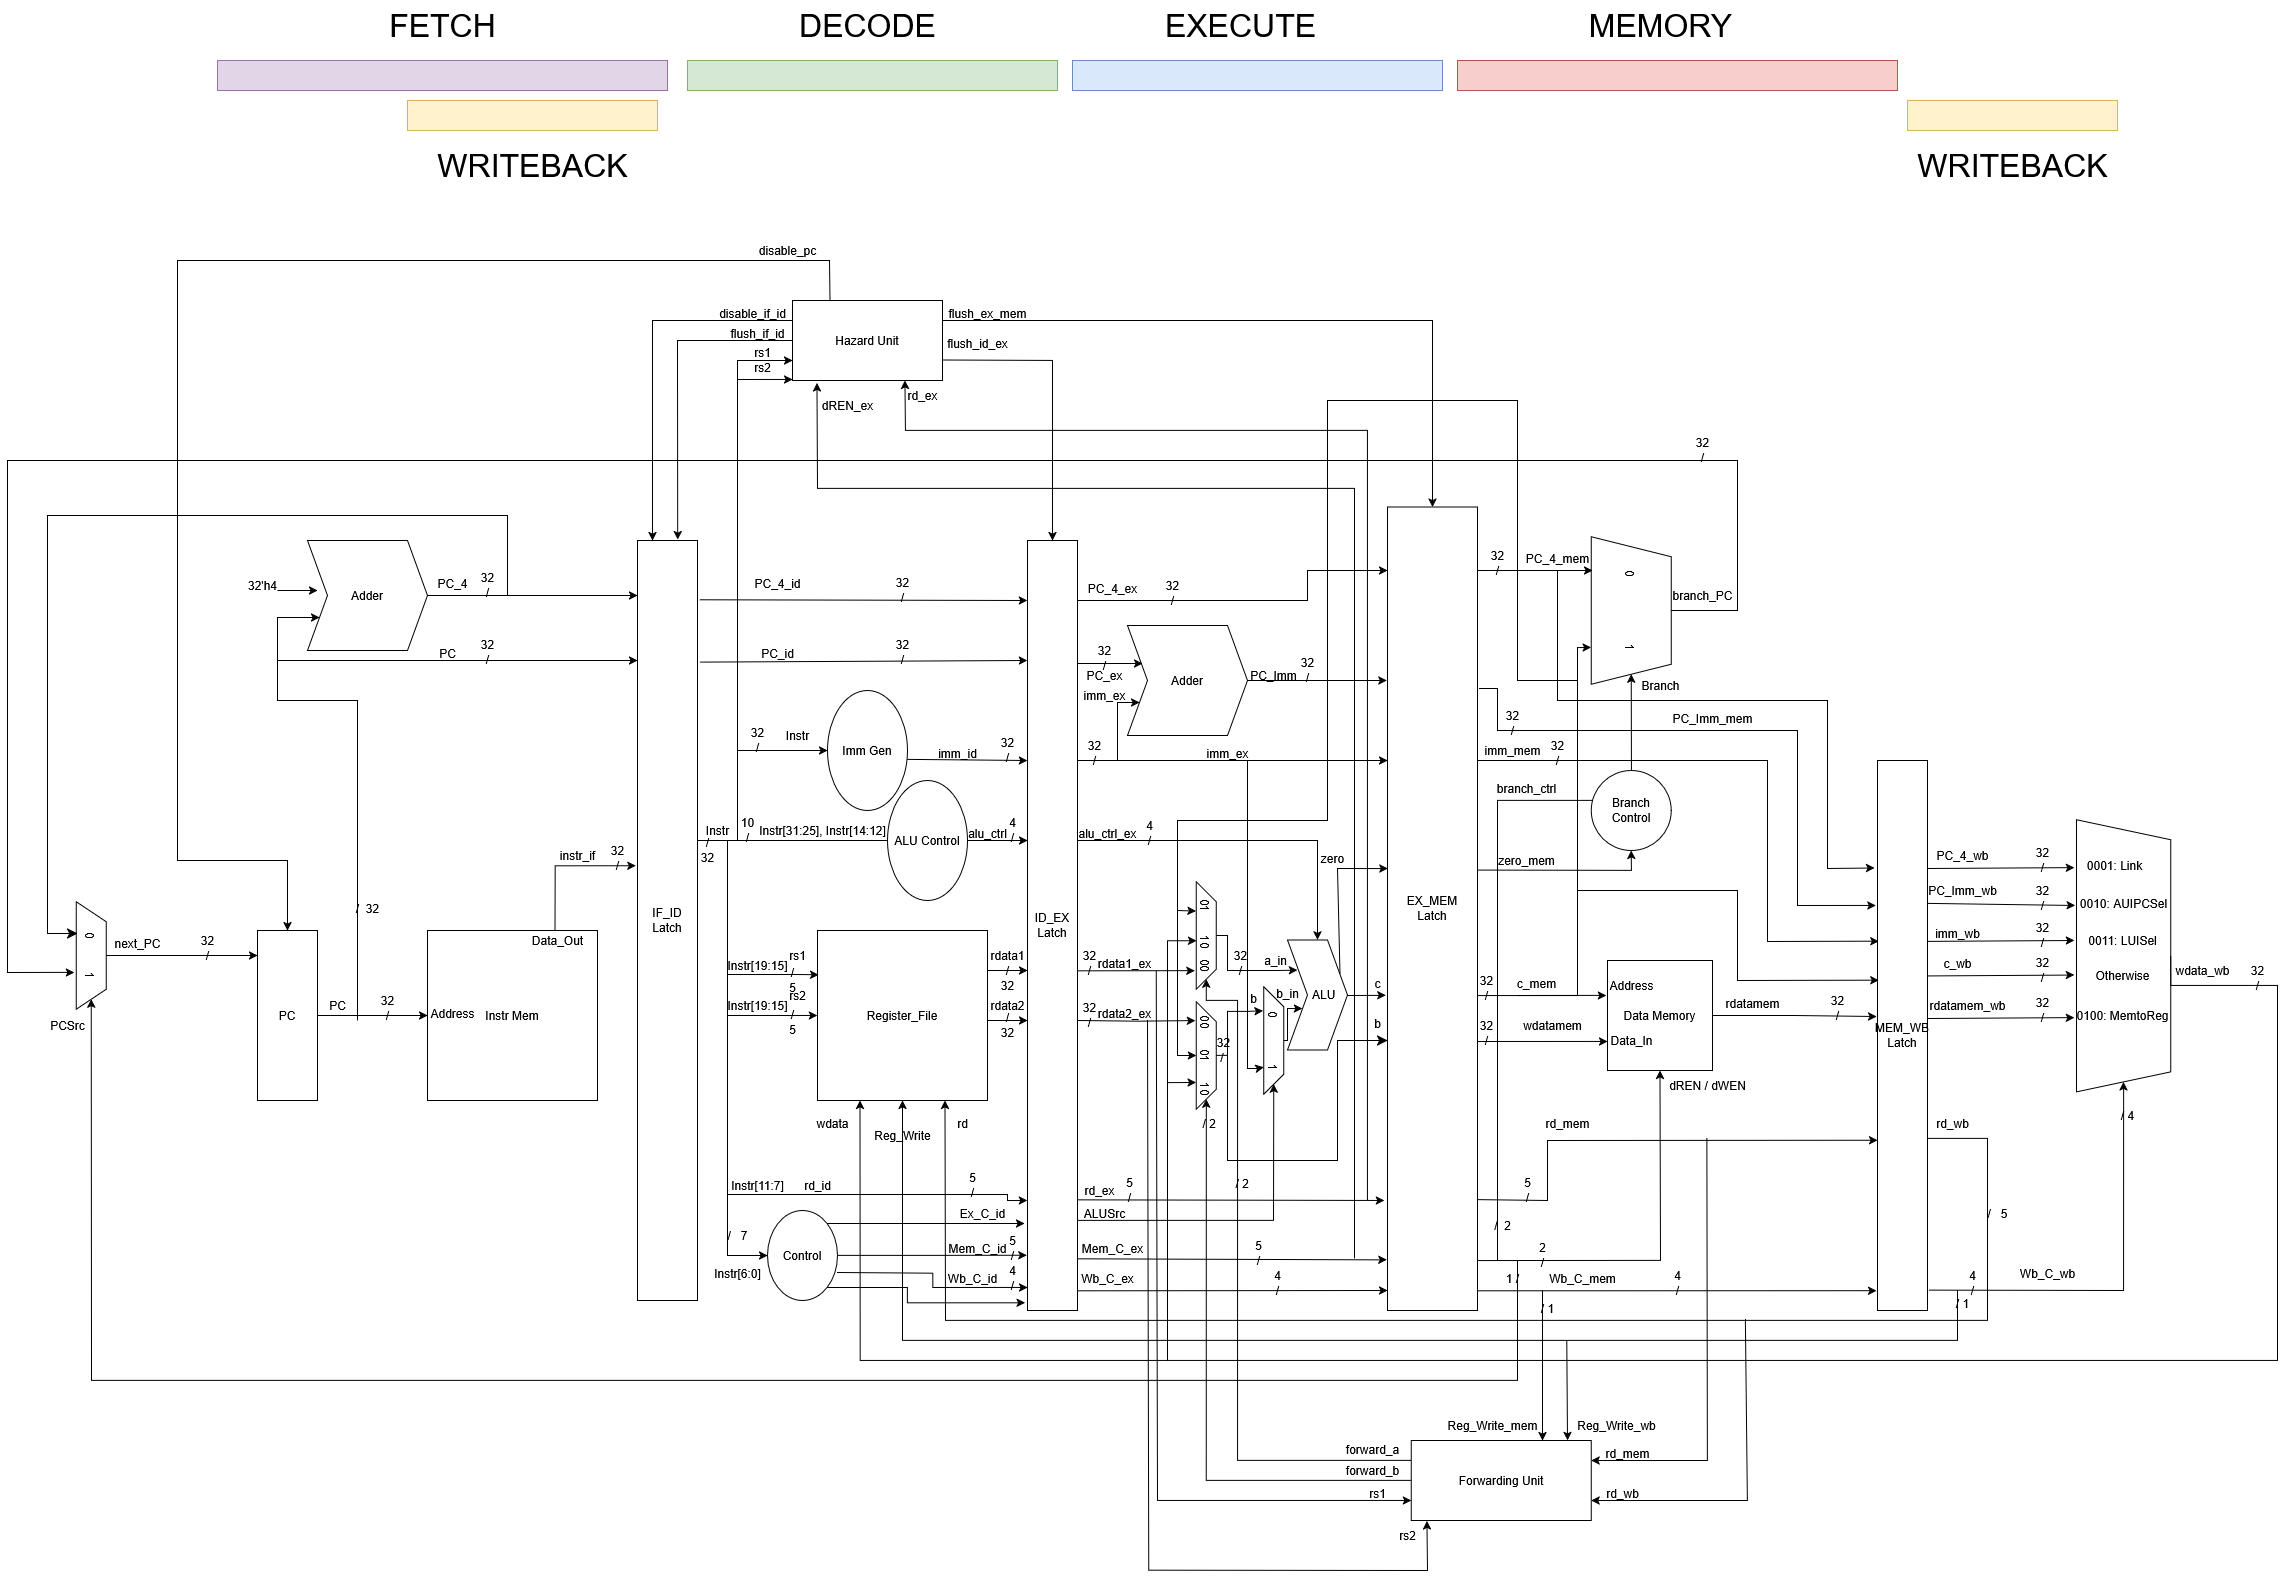 FETCH
DECODE
EXECUTE
MEMORY
WRITEBACK
WRITEBACK
disable_pc
disable_if_id
flush_if_id
rs1
rs2
Hazard Unit
flush_ex_mem
flush_id_ex
dREN_ex
rd_ex
32
32'h4
Adder
PC_4
32
PC
32
32
instr_if
32
PCSrc
0
1
next_PC
32
PC
PC
32
Address
Instr Mem
Data_Out
IF_ID
Latch
PC_4_id
32
PC_id
32
32
Instr
Imm Gen
imm_id
32
Instr
32
10
Instr[31:25], Instr[14:12]
ALU Control
alu_ctrl
4
Instr[19:15]
rs1
5
Instr[19:15]
rs2
5
Register_File
rdata1
32
rdata2
32
wdata
Reg_Write
rd
Instr[11:7]
rd_id
5
7
Instr[6:0]
Control
Ex_C_id
Mem_C_id
5
Wb_C_id
4
ID_EX
Latch
PC_4_ex
32
32
PC_ex
imm_ex
Adder
PC_Imm
32
32
imm_ex
alu_ctrl_ex
4
zero
32
rdata1_ex
32
rdata2_ex
01
10
00
00
01
10
32
a_in
32
b
b_in
0
1
ALU
c
b
2
2
rd_ex
5
ALUSrc
Mem_C_ex
5
Wb_C_ex
4
EX_MEM
Latch
32
PC_4_mem
0
1
branch_PC
Branch
32
PC_Imm_mem
imm_mem
32
branch_ctrl
Branch
Control
zero_mem
32
c_mem
32
wdatamem
Address
Data Memory
Data_In
rdatamem
32
dREN / dWEN
rd_mem
5
2
2
1
Wb_C_mem
4
1
MEM_WB
Latch
PC_4_wb
32
PC_Imm_wb
32
imm_wb
32
c_wb
32
rdatamem_wb
32
0001: Link
0010: AUIPCSel
0011: LUISel
Otherwise
0100: MemtoReg
wdata_wb
32
4
rd_wb
5
Wb_C_wb
4
1
Reg_Write_mem
Reg_Write_wb
forward_a
forward_b
rs1
rs2
Forwarding Unit
rd_mem
rd_wb